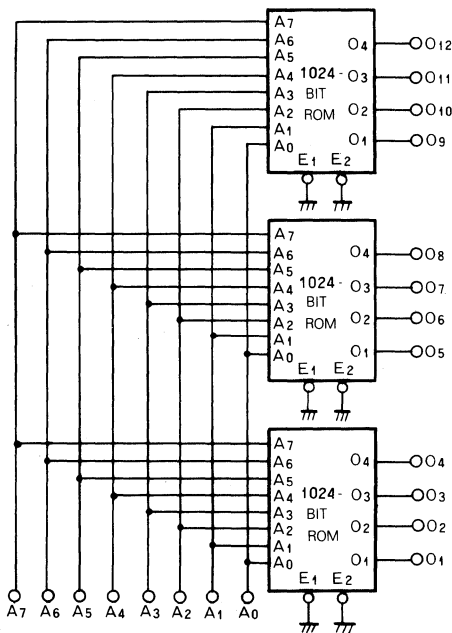 A7
A6
A5
A4 1024- O4 O12
A3 BIT O3 O11
A2 ROM O2 O10
A1 O1 O9
A0
E1 E2
A7
A6
A5
A4 1024- O4 O8
A3 BIT O3 O7
A2 ROM O2 O6
A1 O1 O5
A0
E1 E2
A7
A6
A5
A4 1024- O4 O4
A3 BIT O3 O3
A2 ROM O2 O2
A1 O1 O1
A0
E1 E2
A7 A6 A5 A4 A3 A2 A1 A0